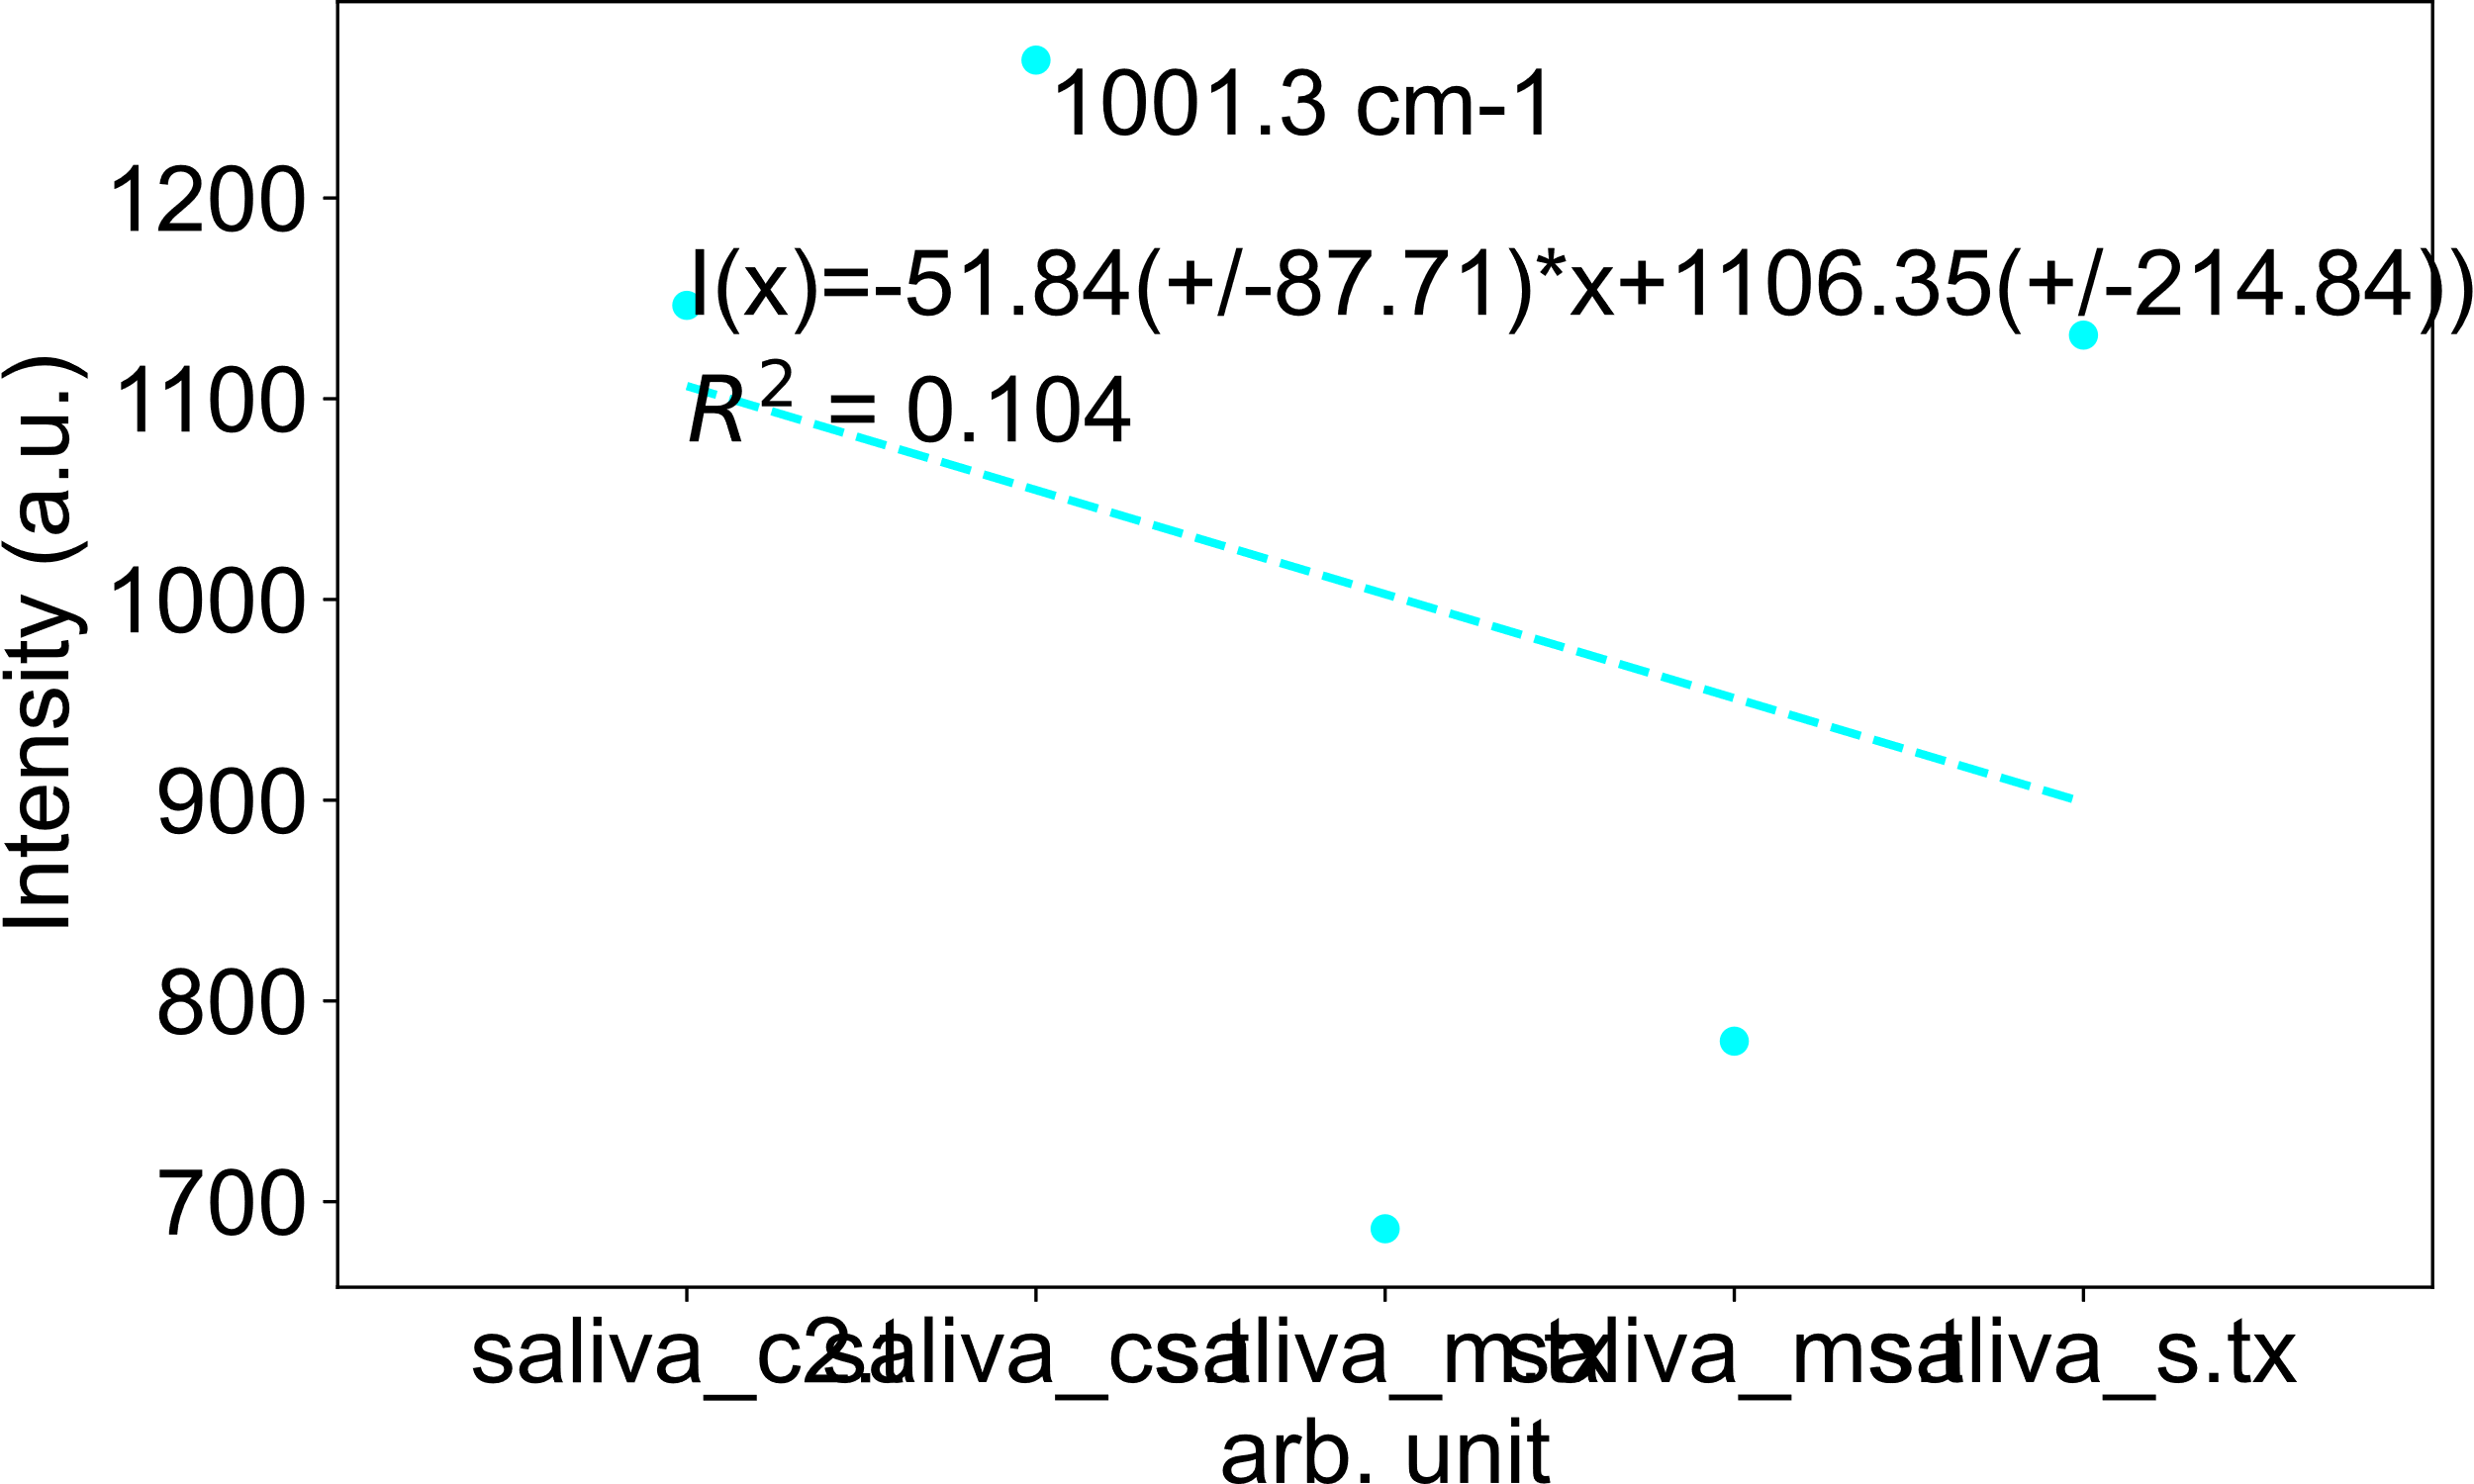 1001.3 cm-1
1200
I(x)=-51.84(+/-87.71)*x+1106.35(+/-214.84))
R² = 0.104
1100
1000
900
800
700
Intensity (a.u.)
saliva_s.tx
arb. unit